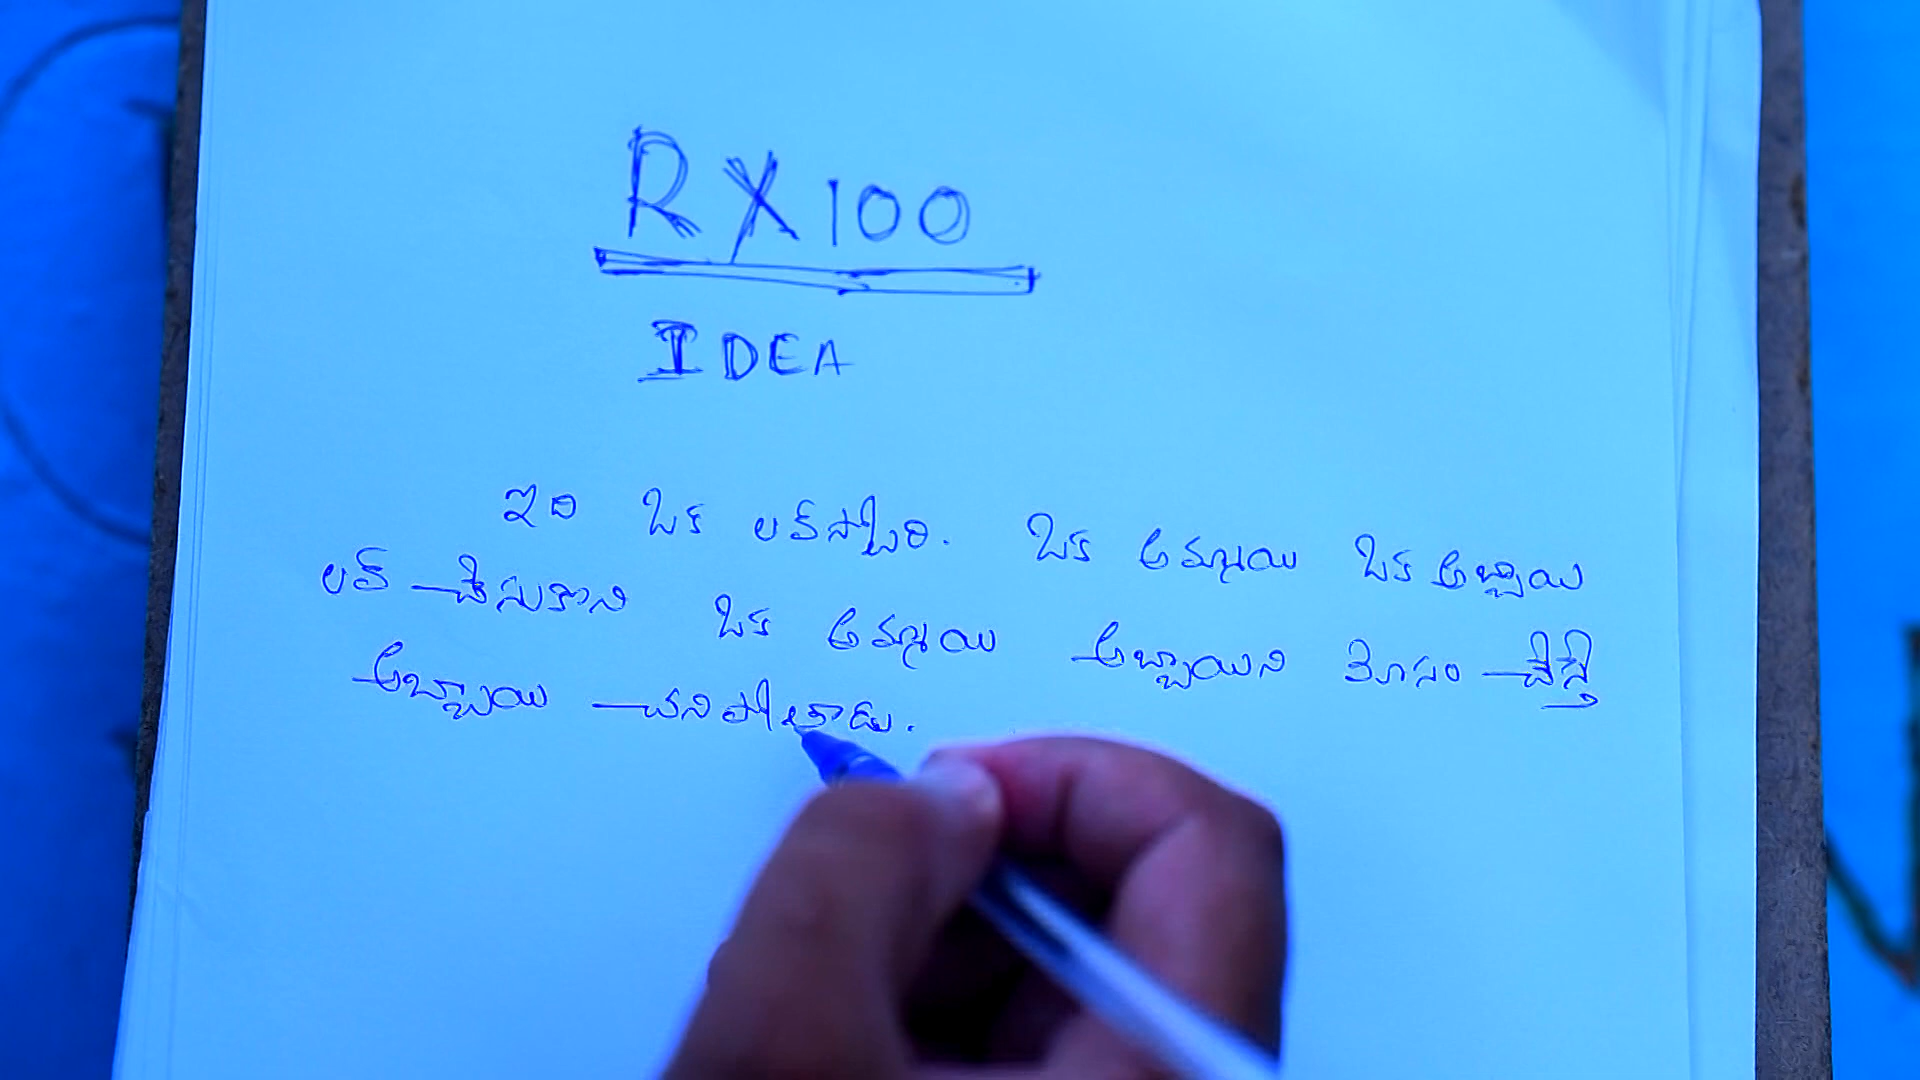 RX100
IDEA
ఇది ఒక లవ్‌స్టోరి. ఒక అమ్మాయి ఒక అబ్బాయి
లవ్ చేసుకొని ఒక అమ్మాయి అబ్బాయిని మోసం చేస్తే
అబ్బాయి చనిపోతాడు.